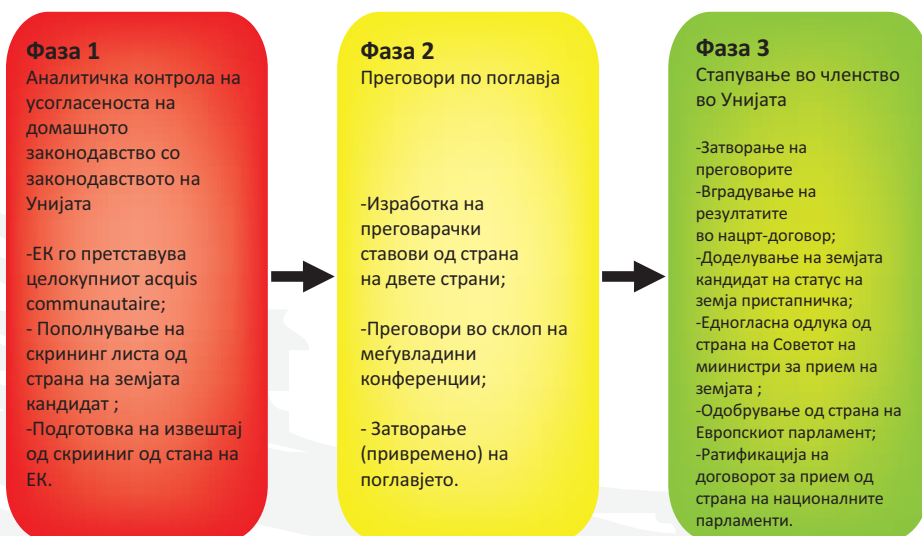 Фаза 1
Аналитичка контрола на
усогласеноста на
домашното
законодавство со
законодавството на
Унијата
-ЕК го претставува
целокупниот acquis
communautaire;
- Пополнување на
скрининг листа од
страна на земјата
кандидат ;
-Подготовка на извештај
од скрииниг од стана на
ЕК.
Фаза 2
Преговори по поглавја
-Изработка на
преговарачки
ставови од страна
на двете страни;
-Преговори во склоп на
меѓувладини
конференции;
- Затворање
(привремено) на
поглавјето.
Фаза 3
Стапување во членство
во Унијата
-Затворање на
преговорите
-Вградување на
резултатите
во нацрт-договор;
-Доделување на земјата
кандидат на статус на
земја пристапничка;
-Едногласна одлука од
страна на Советот на
миинистри за прием на
земјата ;
-Одобрување од страна на
Европскиот парламент;
-Ратификација на
договорот за прием од
страна на националните
парламенти.